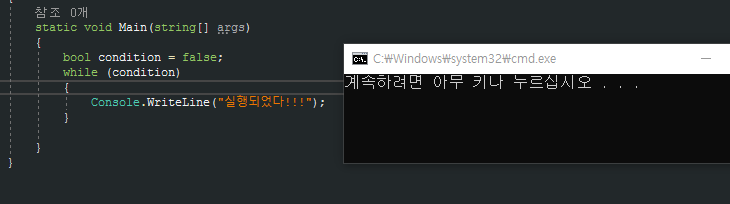 참조 0개
static void Main(string[] args)
{
bool condition = false;
while (condition)
{
Console.WriteLine("실행되었다!!!");
}
}
}
C:\Windows\system32\cmd.exe
계속하려면 아무 키나 누르십시오 . . .